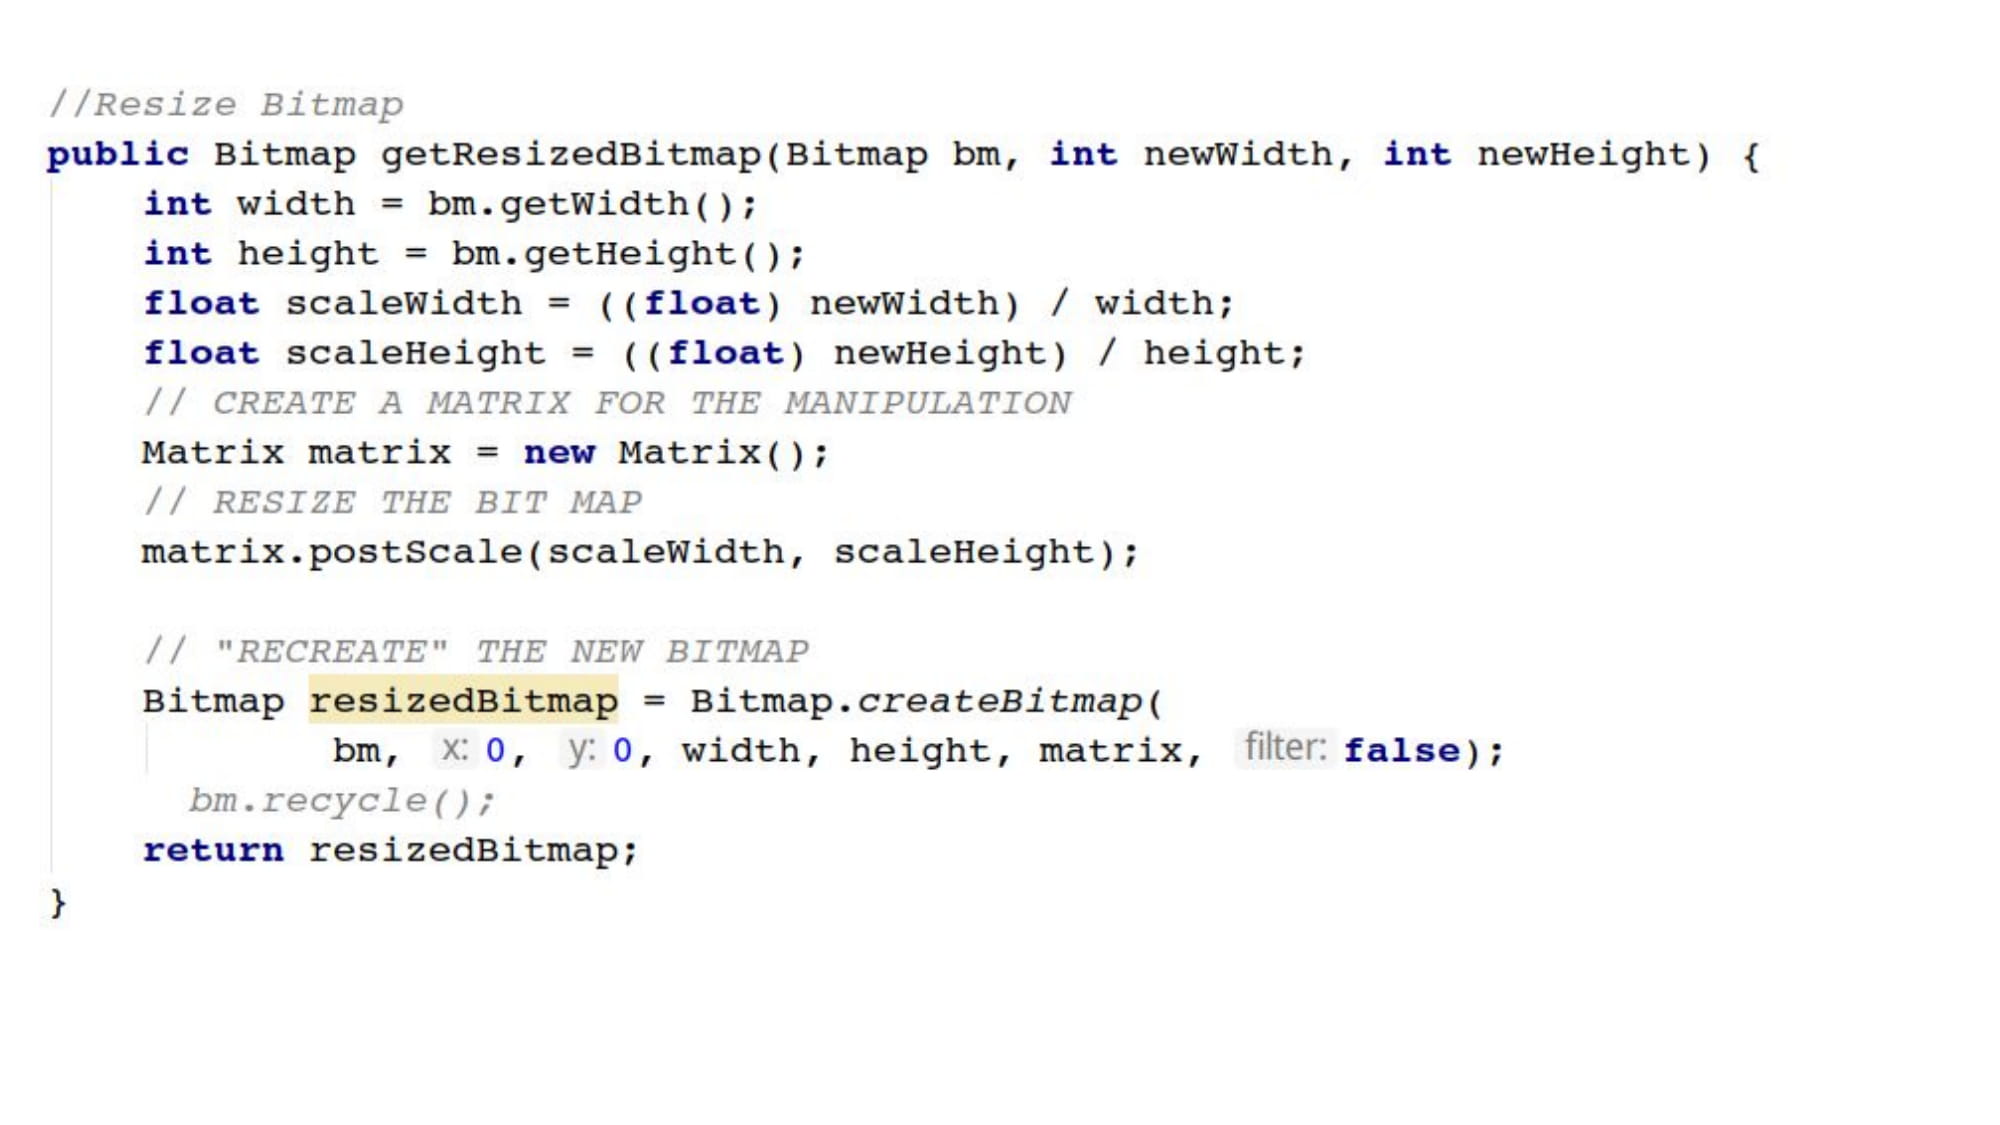 //Resize Bitmap
public Bitmap getResizedBitmap(Bitmap bm, int newWidth, int newHeight) {
int width = bm.getWidth();
int height = bm.getHeight();
float scaleWidth = ((float) newWidth) / width;
float scaleHeight = ((float) newHeight) / height;
// CREATE A MATRIX FOR THE MANIPULATION
Matrix matrix = new Matrix();
// RESIZE THE BIT MAP
matrix.postScale(scaleWidth, scaleHeight);
// "RECREATE" THE NEW BITMAP
Bitmap resizedBitmap = Bitmap.createBitmap(
bm, x: 0, y: 0, width, height, matrix, filter: false);
bm.recycle();
return resizedBitmap;
}